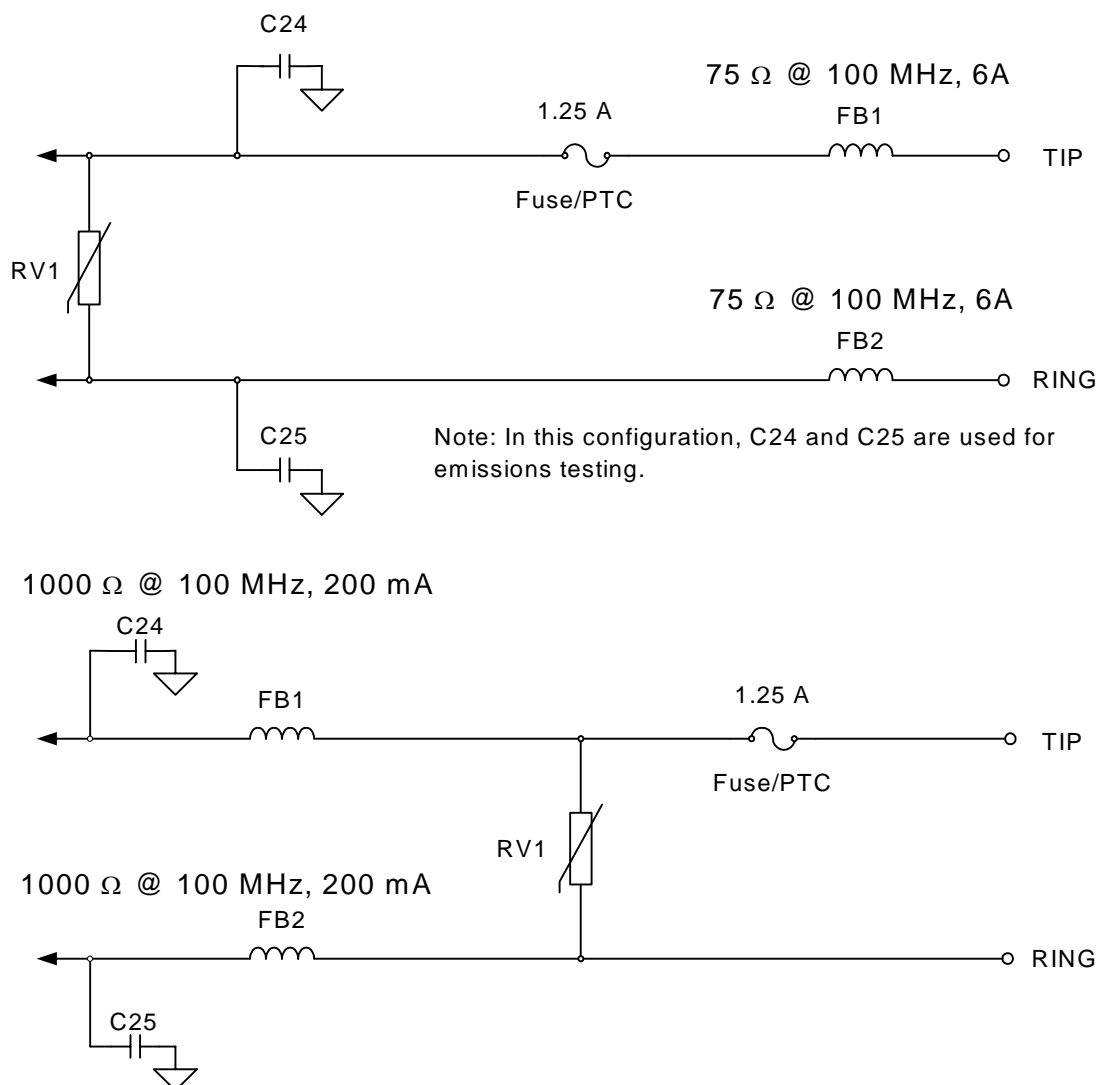 C24
75 Ω @ 100 MHz, 6A
1.25 A
FB1
TIP
Fuse/PTC
RV1
75 Ω @ 100 MHz, 6A
FB2
RING
C25
Note: In this configuration, C24 and C25 are used for
emissions testing.
1000 Ω @ 100 MHz, 200 mA
C24
FB1
1.25 A
TIP
Fuse/PTC
RV1
1000 Ω @ 100 MHz, 200 mA
FB2
RING
C25